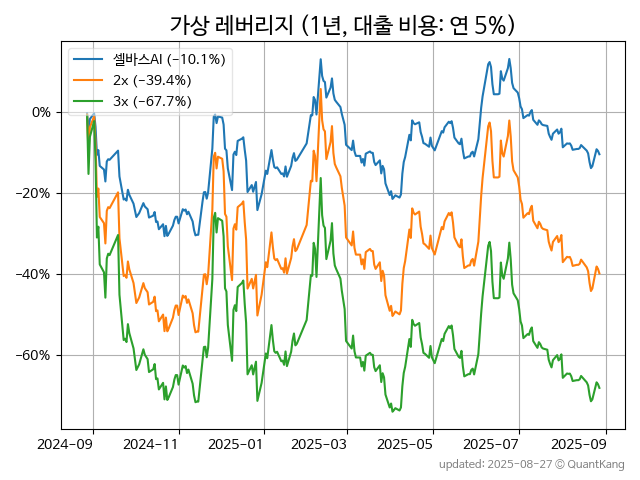 가상 레버리지 (1년, 대출 비용: 연 5%)
셀바스AI (−10.1%)
2x (−39.4%)
3x (−67.7%)
0%
−20%
−40%
−60%
2024-09 2024-11 2025-01 2025-03 2025-05 2025-07 2025-09
updated: 2025-08-27 © QuantKang